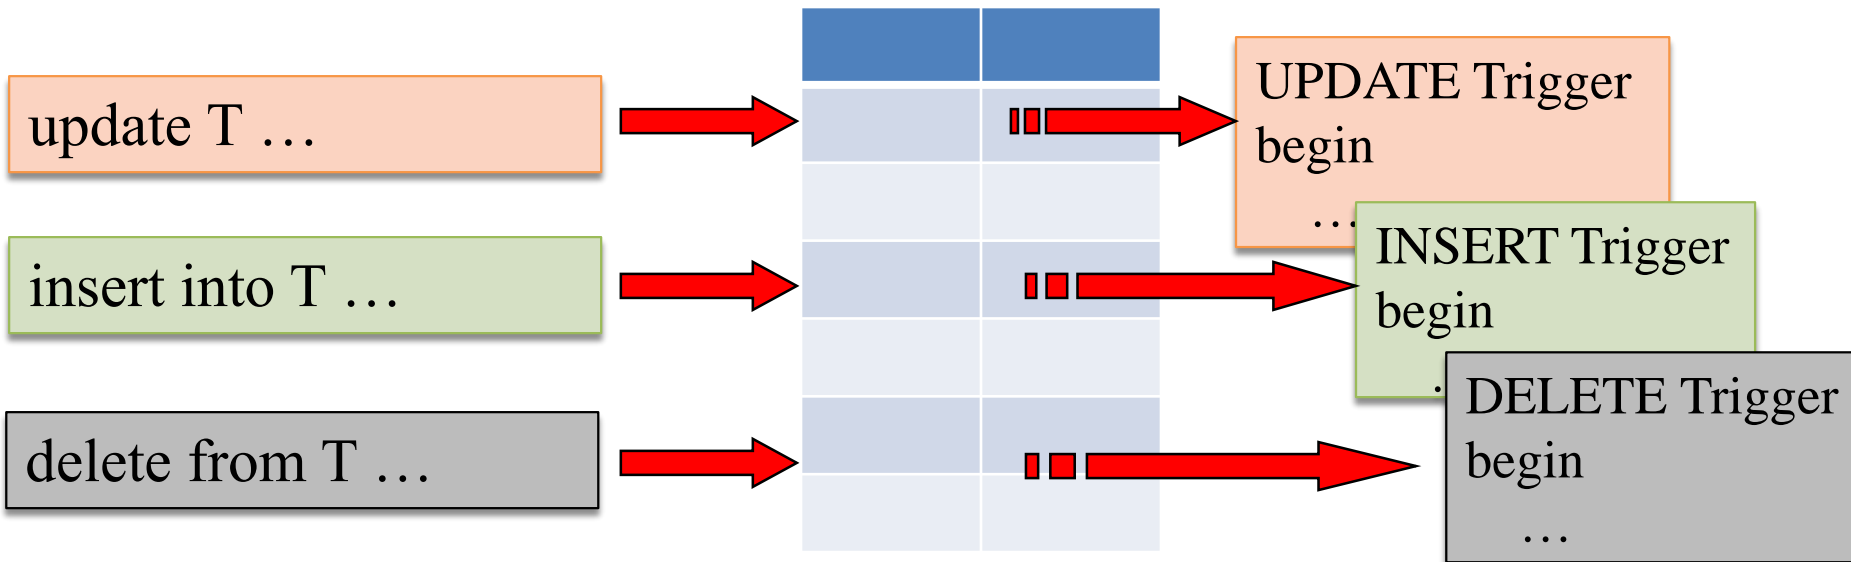 update T …
insert into T …
delete from T …
UPDATE Trigger
begin
…
INSERT Trigger
begin
.
DELETE Trigger
begin
…